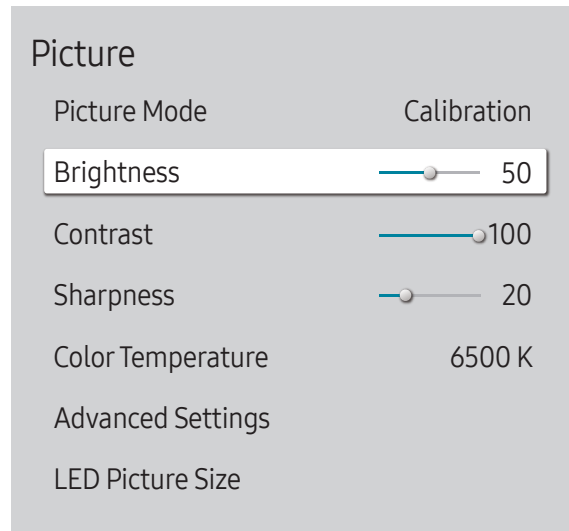 Picture
Picture Mode Calibration
Brightness 50
Contrast 100
Sharpness 20
Color Temperature 6500 K
Advanced Settings
LED Picture Size